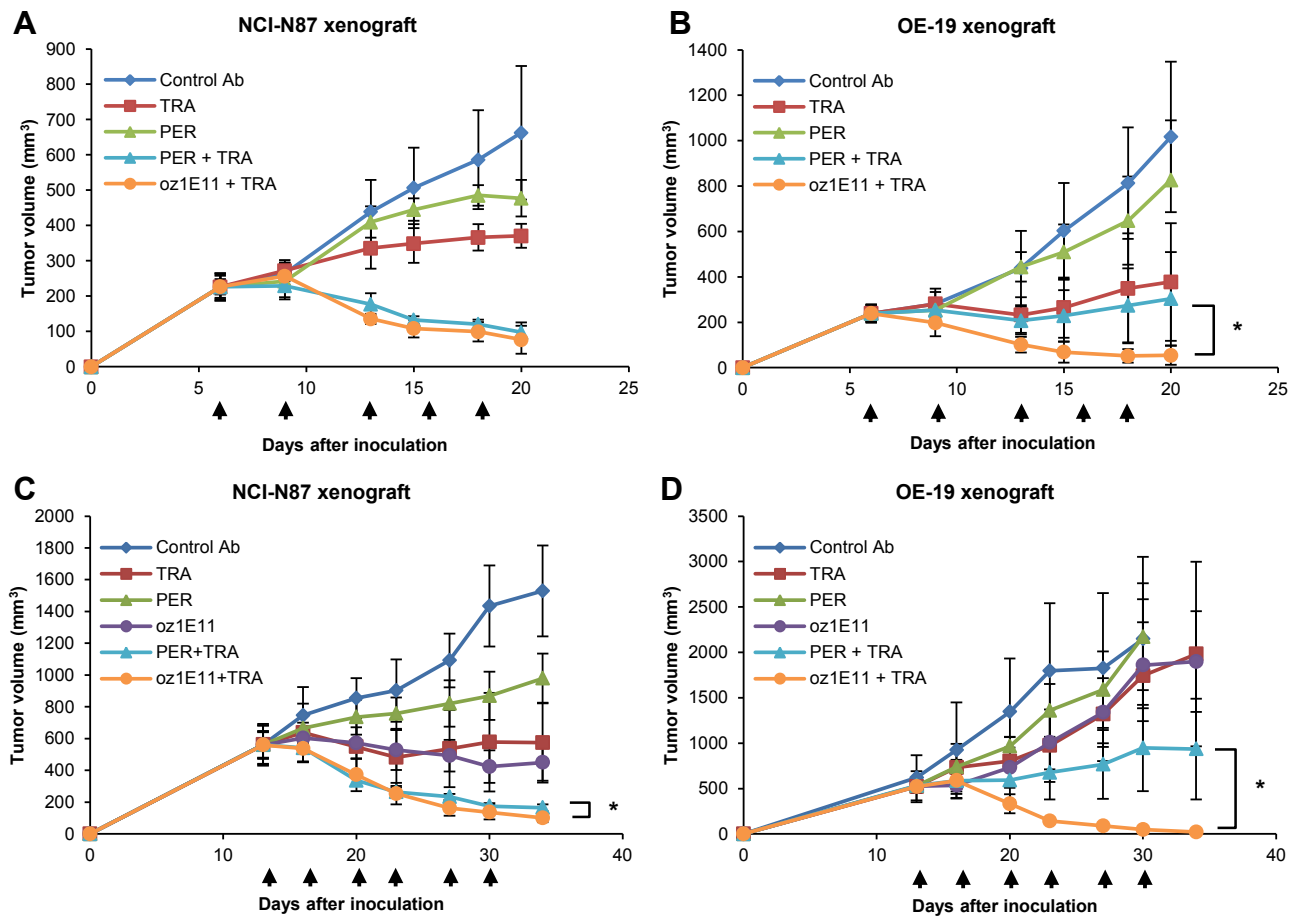 A
NCI-N87 xenograft
900
800
700
600
500
400
300
200
100
0
Tumor volume (mm³)
Control Ab
TRA
PER
PER + TRA
oz1E11 + TRA
0 5 10 15 20 25
Days after inoculation
B
OE-19 xenograft
1400
1200
1000
800
600
400
200
0
Tumor volume (mm³)
Control Ab
TRA
PER
PER + TRA
oz1E11 + TRA
*
0 5 10 15 20 25
Days after inoculation
C
NCI-N87 xenograft
2000
1800
1600
1400
1200
1000
800
600
400
200
0
Tumor volume (mm³)
Control Ab
TRA
PER
oz1E11
PER+TRA
oz1E11+TRA
*
0 10 20 30 40
Days after inoculation
D
OE-19 xenograft
3500
3000
2500
2000
1500
1000
500
0
Tumor volume (mm³)
Control Ab
TRA
PER
oz1E11
PER + TRA
oz1E11 + TRA
*
0 10 20 30 40
Days after inoculation